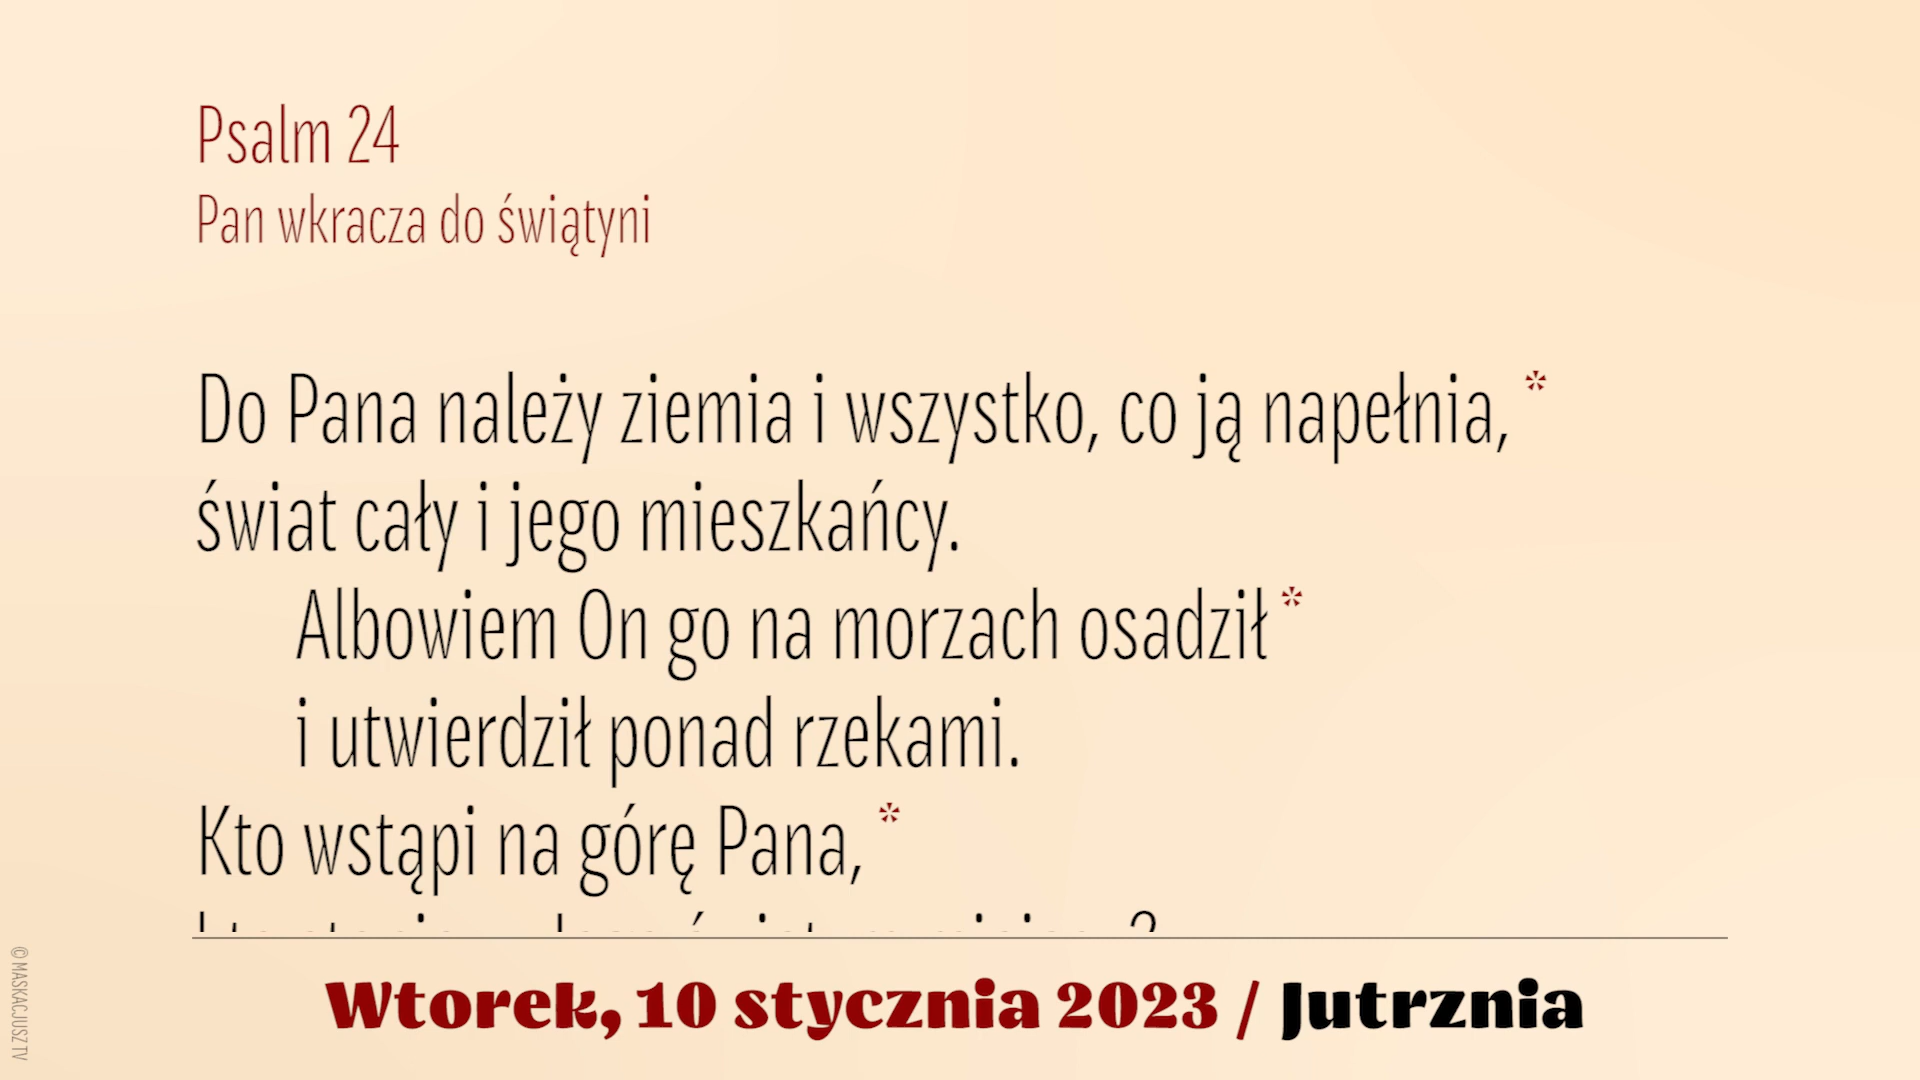 Psalm 24
Pan wkracza do świątyni
Do Pana należy ziemia i wszystko, co ją napełnia, *
świat cały i jego mieszkańcy.
Albowiem On go na morzach osadził *
i utwierdził ponad rzekami.
Kto wstąpi na górę Pana, *
Wtorek, 10 stycznia 2023 / Jutrznia
© MASKACJUSZ TV